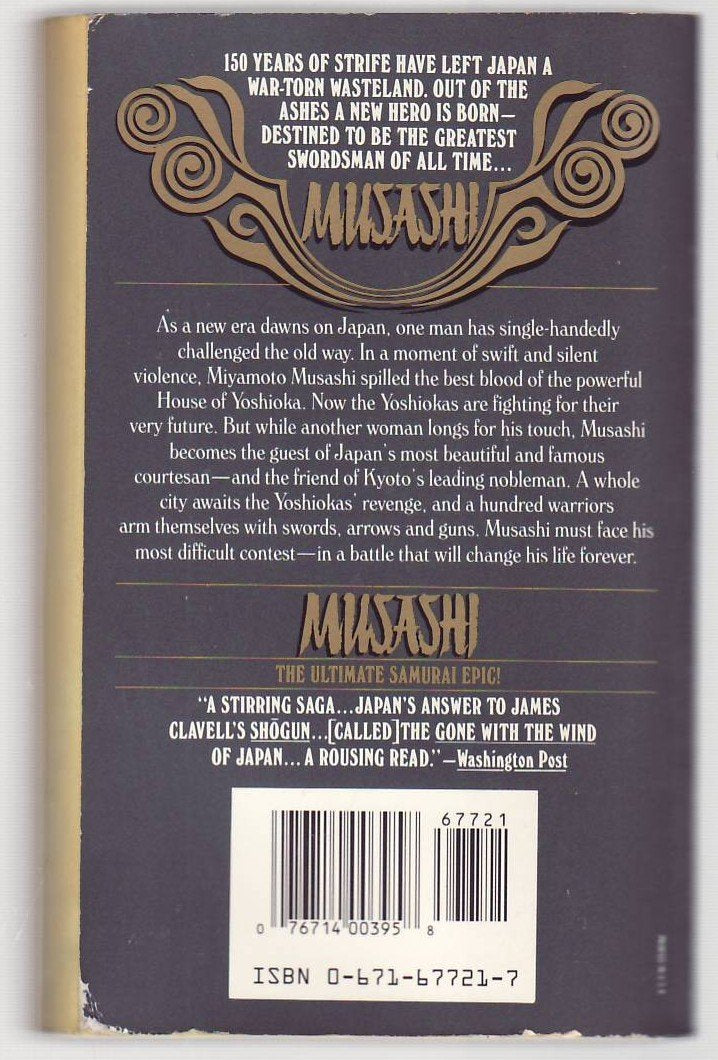 150 YEARS OF STRIFE HAVE LEFT JAPAN A
WAR-TORN WASTELAND. OUT OF THE
ASHES A NEW HERO IS BORN—
DESTINED TO BE THE GREATEST
SWORDSMAN OF ALL TIME...
MUSASHI
As a new era dawns on Japan, one man has single-handedly
challenged the old way. In a moment of swift and silent
violence, Miyamoto Musashi spilled the best blood of the powerful
House of Yoshioka. Now the Yoshiokas are fighting for their
very future. But while another woman longs for his touch, Musashi
becomes the guest of Japan's most beautiful and famous
courtesan—and the friend of Kyoto's leading nobleman. A whole
city awaits the Yoshiokas' revenge, and a hundred warriors
arm themselves with swords, arrows and guns. Musashi must face his
most difficult contest—in a battle that will change his life forever.
MUSASHI
THE ULTIMATE SAMURAI EPIC!
"A STIRRING SAGA...JAPAN'S ANSWER TO JAMES
CLAVELL'S SHŌGUN...[CALLED]THE GONE WITH THE WIND
OF JAPAN...A ROUSING READ."—Washington Post
67721
0 76714 00395 8
ISBN 0-671-67721-7